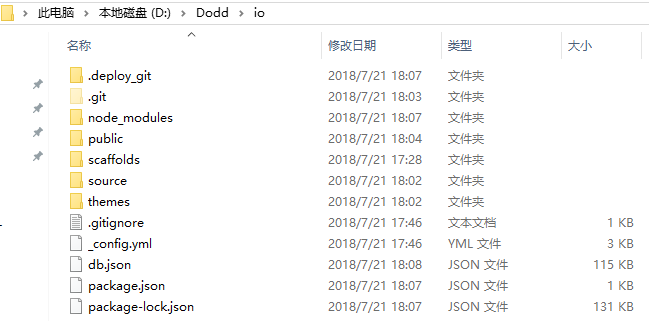 此电脑 > 本地磁盘 (D:) > Dodd > io
名称 修改日期 类型 大小
.deploy_git 2018/7/21 18:07 文件夹
.git 2018/7/21 18:03 文件夹
node_modules 2018/7/21 18:07 文件夹
public 2018/7/21 18:04 文件夹
scaffolds 2018/7/21 17:28 文件夹
source 2018/7/21 18:02 文件夹
themes 2018/7/21 18:02 文件夹
.gitignore 2018/7/21 17:46 文本文档 1 KB
_config.yml 2018/7/21 17:46 YML 文件 3 KB
db.json 2018/7/21 18:08 JSON 文件 115 KB
package.json 2018/7/21 18:07 JSON 文件 1 KB
package-lock.json 2018/7/21 18:07 JSON 文件 131 KB